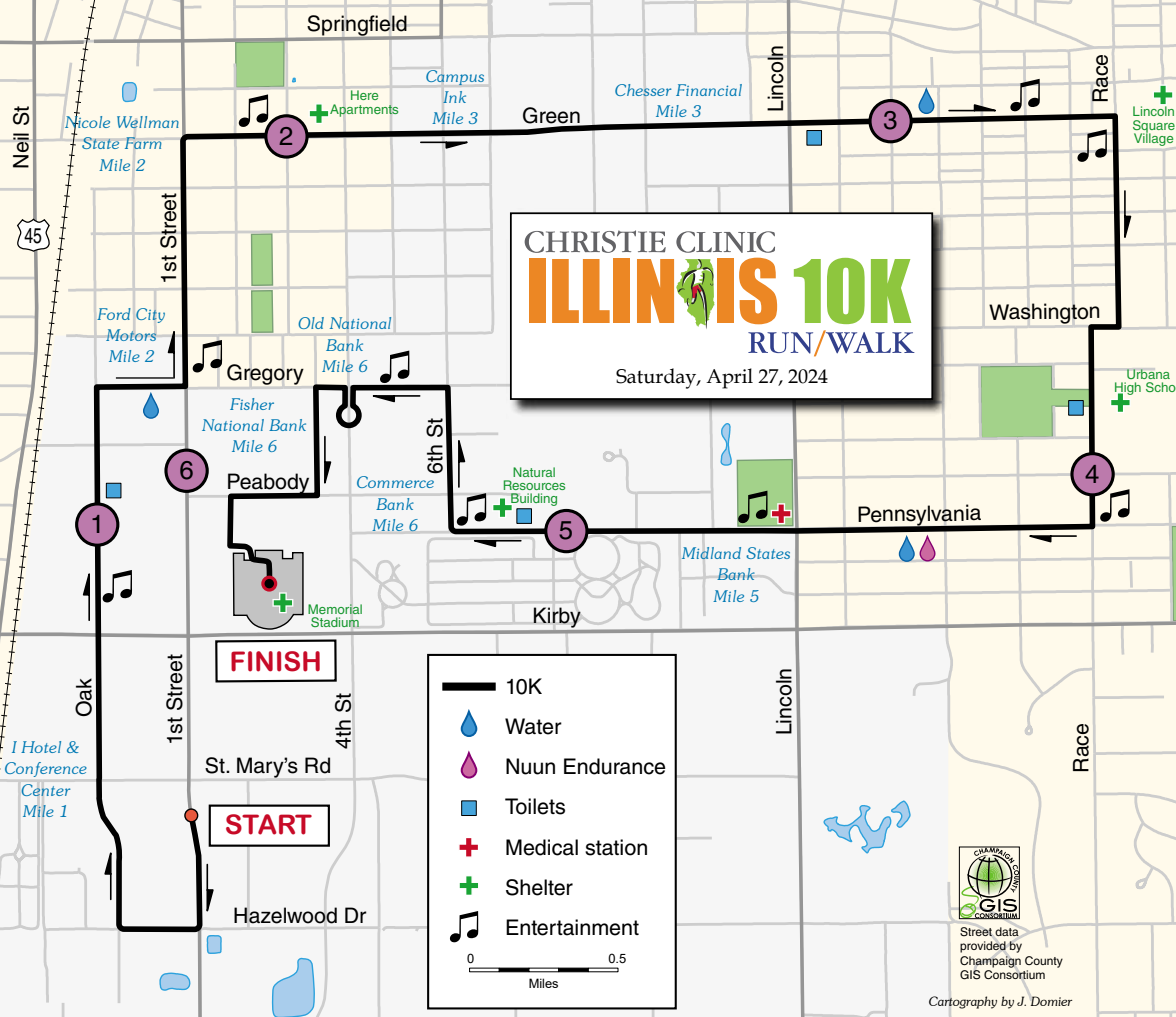 Springfield
Neil St
45
Nicole Wellman
State Farm
Mile 2
Here
Apartments
2
Campus
Ink
Mile 3
Green
Chesser Financial
Mile 3
Lincoln
3
Race
Lincoln
Square
Village
1st Street
CHRISTIE CLINIC
ILLINOIS 10K
RUN/WALK
Saturday, April 27, 2024
Washington
Ford City
Motors
Mile 2
Old National
Bank
Mile 6
Gregory
Fisher
National Bank
Mile 6
6th St
Urbana
High Scho
6
Peabody
Commerce
Bank
Mile 6
Natural
Resources
Building
4
1
5
Pennsylvania
Midland States
Bank
Mile 5
Memorial
Stadium
Kirby
FINISH
Oak
1st Street
4th St
Lincoln
Race
I Hotel &
Conference
Center
Mile 1
St. Mary's Rd
START
Hazelwood Dr
10K
Water
Nuun Endurance
Toilets
Medical station
Shelter
Entertainment
0 0.5
Miles
CHAMPAIGN COUNTY
GIS
CONSORTIUM
Street data
provided by
Champaign County
GIS Consortium
Cartography by J. Domier